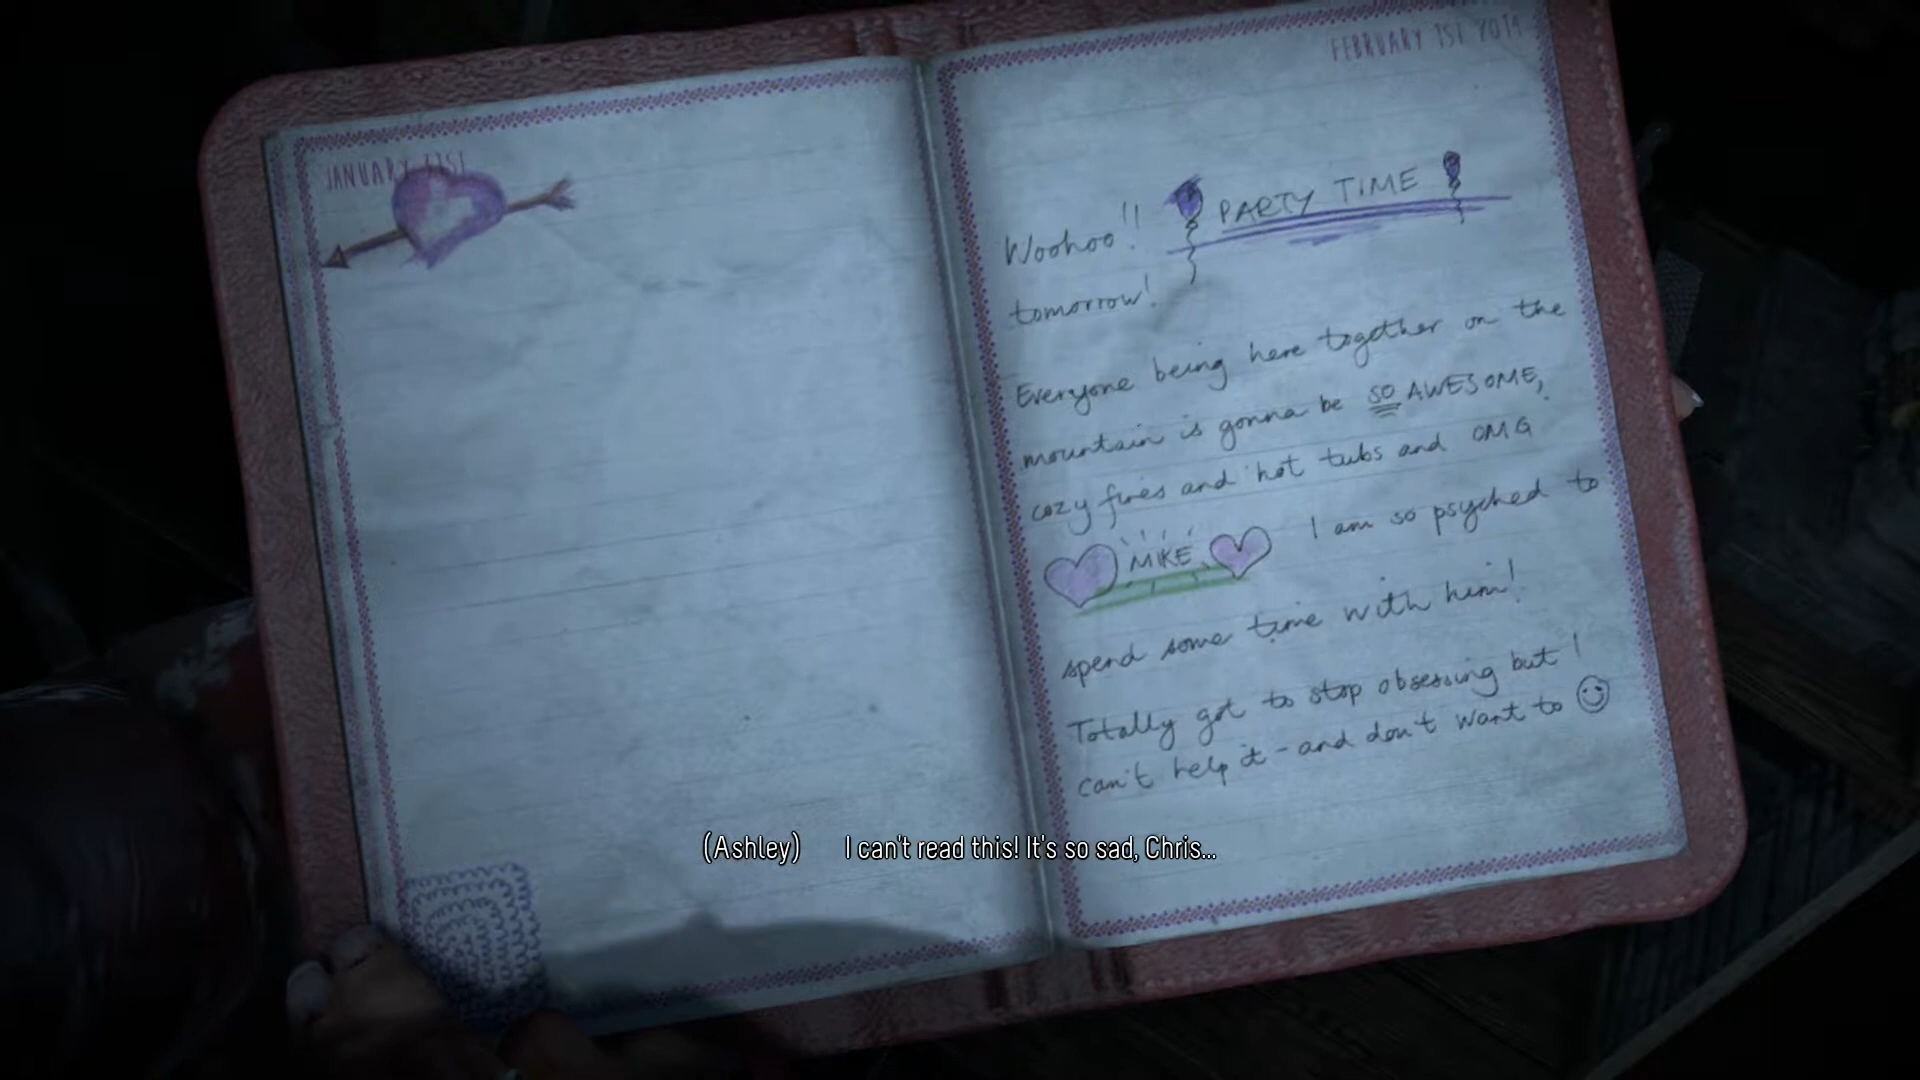 JANUARY 31ST
FEBRUARY 1ST 2014
Woohoo!! PARTY TIME
tomorrow!
Everyone being here together on the
mountain is gonna be SO AWESOME,
cozy fires and hot tubs and OMG
MIKE I am so psyched to
spend some time with him!
Totally got to stop obsessing but I
can't help it - and don't want to
(Ashley) I can't read this! It's so sad, Chris...